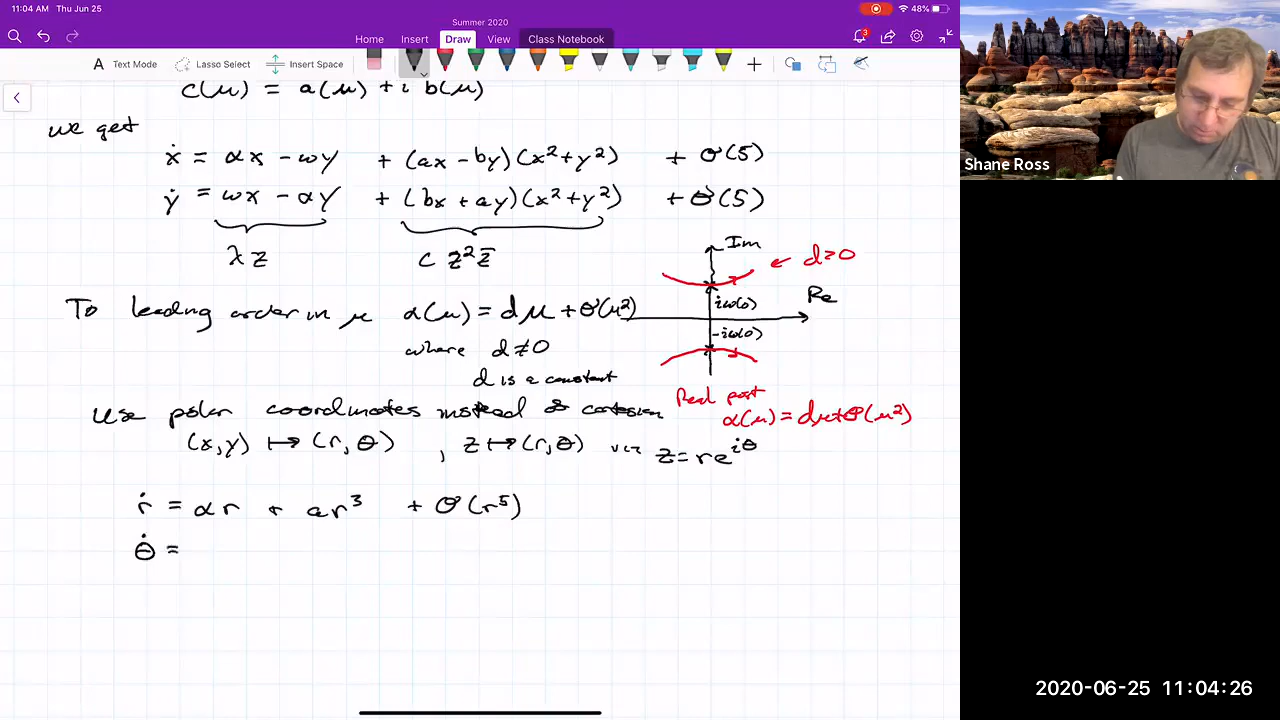 11:04 AM Thu Jun 25
48%
Summer 2020
Home Insert Draw View Class Notebook
3
A Text Mode Lasso Select Insert Space
c(μ) = a(μ) + i b(μ)
we get
ẋ = αx - ωy + (ax - by)(x² + y²) + O(5)
ẏ = ωx - αy + (bx + ay)(x² + y²) + O(5)
λz c z² z̄
Im
← d>0
Re
iω(0)
-iω(0)
To leading order in μ α(μ) = dμ + O(μ²)
where d ≠ 0
d is a constant
Real part
α(μ) = dμ + O(μ²)
Use polar coordinates instead of cartesian
(x,y) ↦ (r,θ) , z ↦ (r,θ) via z = re^{iθ}
ṙ = αr + ar³ + O(r⁵)
θ̇ =
Shane Ross
2020-06-25 11:04:26